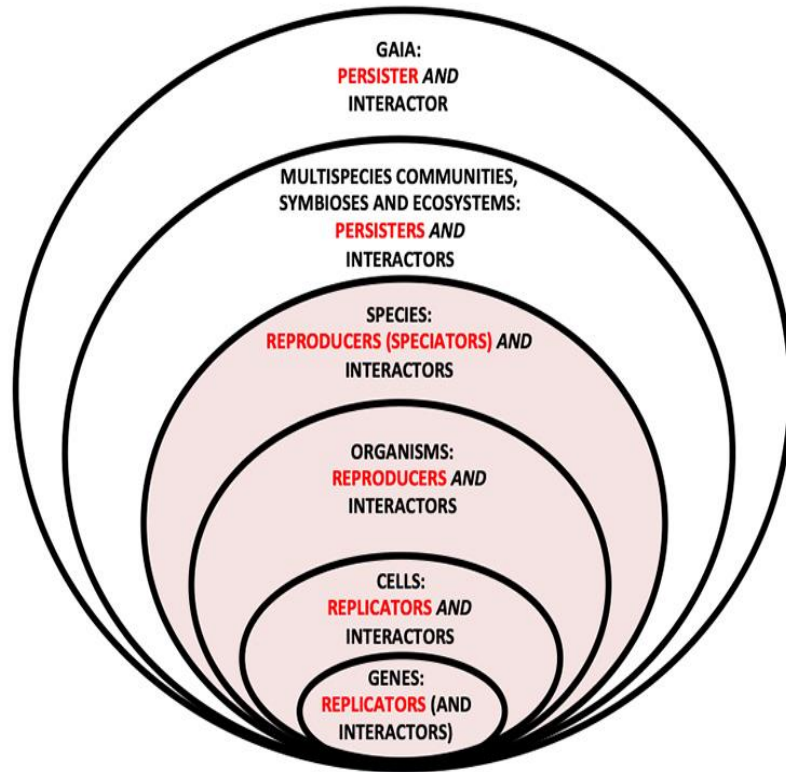 GAIA:
PERSISTER AND
INTERACTOR
MULTISPECIES COMMUNITIES,
SYMBIOSES AND ECOSYSTEMS:
PERSISTERS AND
INTERACTORS
SPECIES:
REPRODUCERS (SPECIATORS) AND
INTERACTORS
ORGANISMS:
REPRODUCERS AND
INTERACTORS
CELLS:
REPLICATORS AND
INTERACTORS
GENES:
REPLICATORS (AND
INTERACTORS)